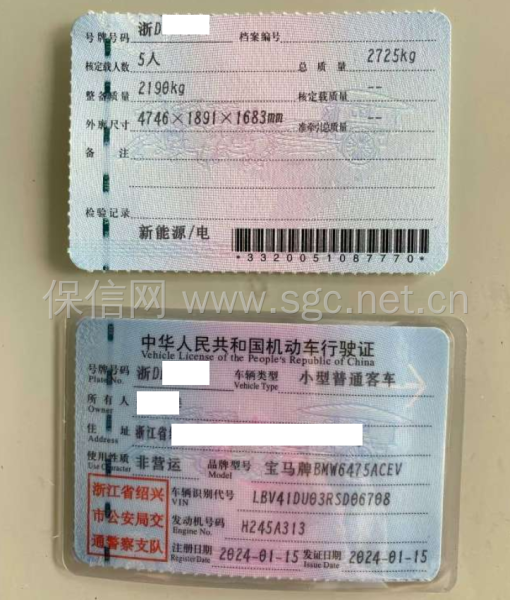 号牌号码 浙D 档案编号
核定载人数 5人 总质量 2725kg
整备质量 2190kg 核定载质量 --
外廓尺寸 4746×1891×1683mm 准牵引总质量 --
备注
检验记录
新能源/电
*3320051067770*
保信网 www.sgc.net.cn
中华人民共和国机动车行驶证
Vehicle License of the People's Republic of China
号牌号码 浙D 车辆类型 小型普通客车
Plate No. Vehicle Type
所有人
Owner
住址 浙江省
Address
使用性质 非营运 品牌型号 宝马牌BMW6475ACEV
Use Character Model
浙江省绍兴
市公安局交
通警察支队
车辆识别代号 LBV41DU03RSD06708
VIN
发动机号码 H245A313
Engine No.
注册日期 2024-01-15 发证日期 2024-01-15
Register Date Issue Date